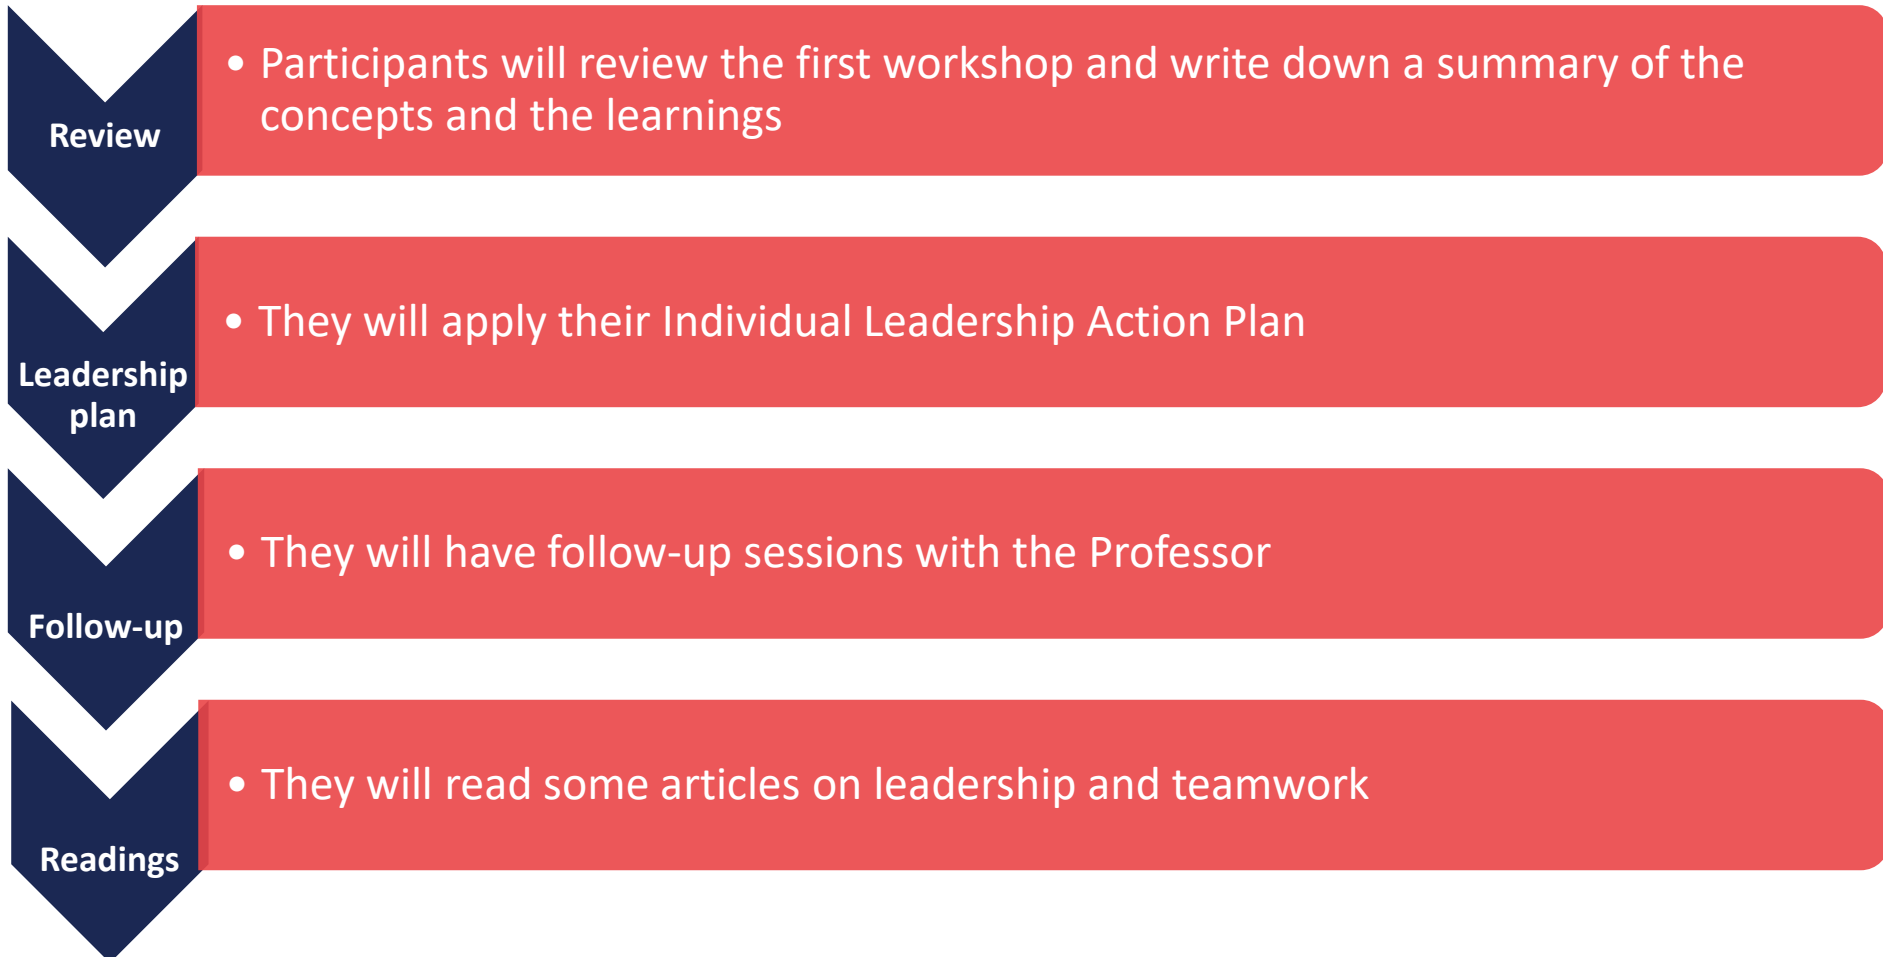 Review
• Participants will review the first workshop and write down a summary of the
concepts and the learnings
Leadership
plan
• They will apply their Individual Leadership Action Plan
Follow-up
• They will have follow-up sessions with the Professor
Readings
• They will read some articles on leadership and teamwork